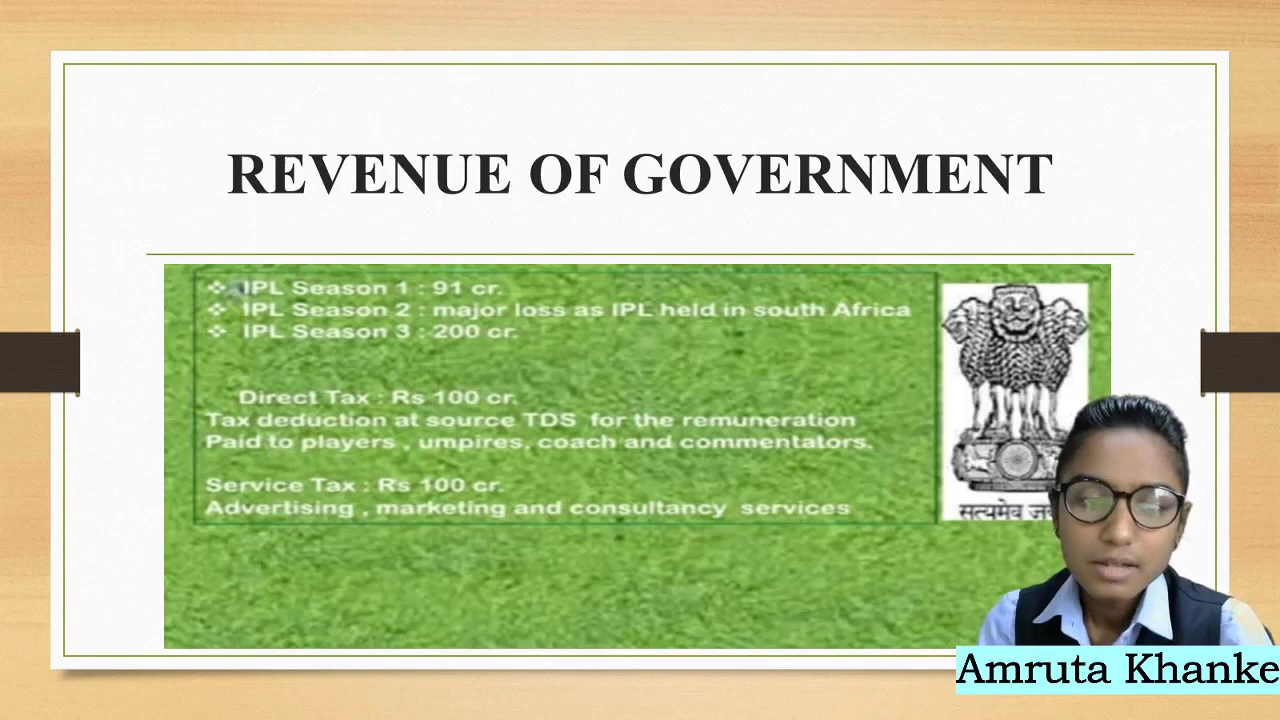 REVENUE OF GOVERNMENT
❖ IPL Season 1 : 91 cr.
❖ IPL Season 2 : major loss as IPL held in south Africa
❖ IPL Season 3 : 200 cr.
Direct Tax : Rs 100 cr.
Tax deduction at source TDS for the remuneration
Paid to players , umpires, coach and commentators.
Service Tax : Rs 100 cr.
Advertising , marketing and consultancy services
सत्यमेव
Amruta Khanke